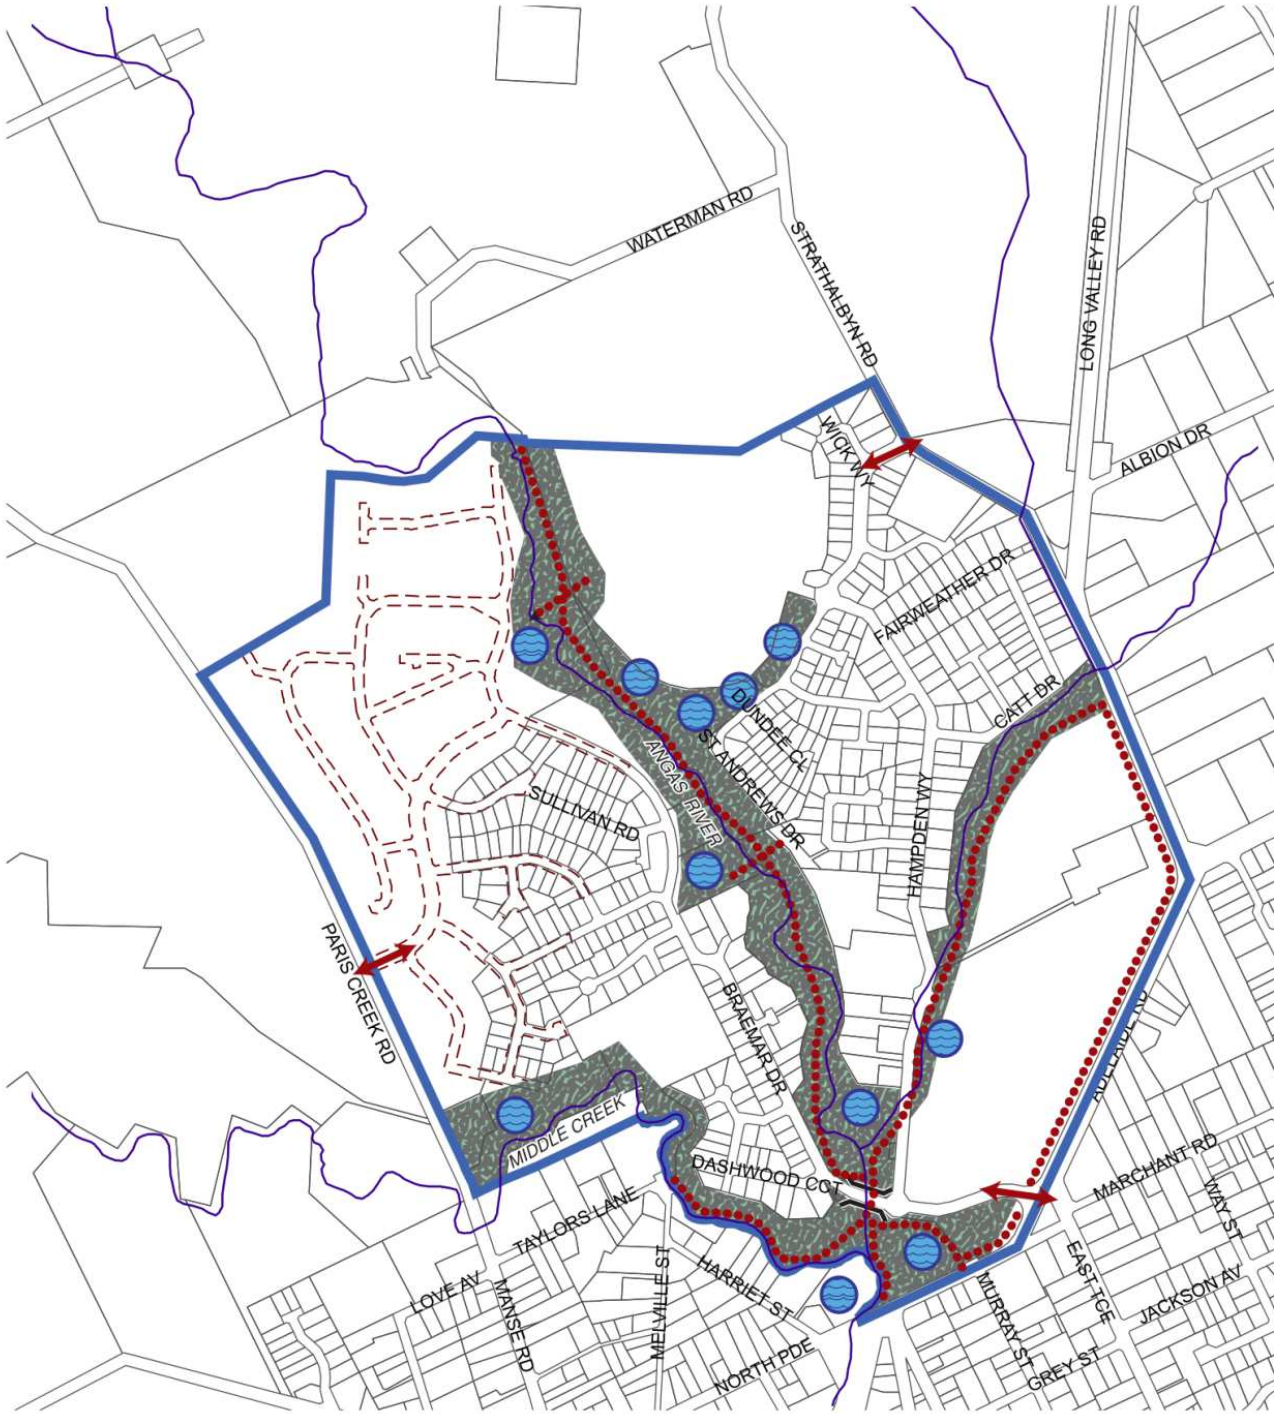 WATERMAN RD
STRATHALBYN RD
LONG VALLEY RD
WICK WY
ALBION DR
FAIRWEATHER DR
CATT DR
DUNDEE CL
ST ANDREWS DR
ANGAS RIVER
SULLIVAN RD
HAMPDEN WY
PARIS CREEK RD
BRAEMAR DR
ADELAIDE RD
MIDDLE CREEK
DASHWOOD CCT
MARCHANT RD
WAY ST
TAYLORS LANE
LOVE AV
MANSE RD
MELVILLE ST
HARRIET ST
NORTH PDE
MURRAY ST
EAST TCE
JACKSON AV
GREY ST